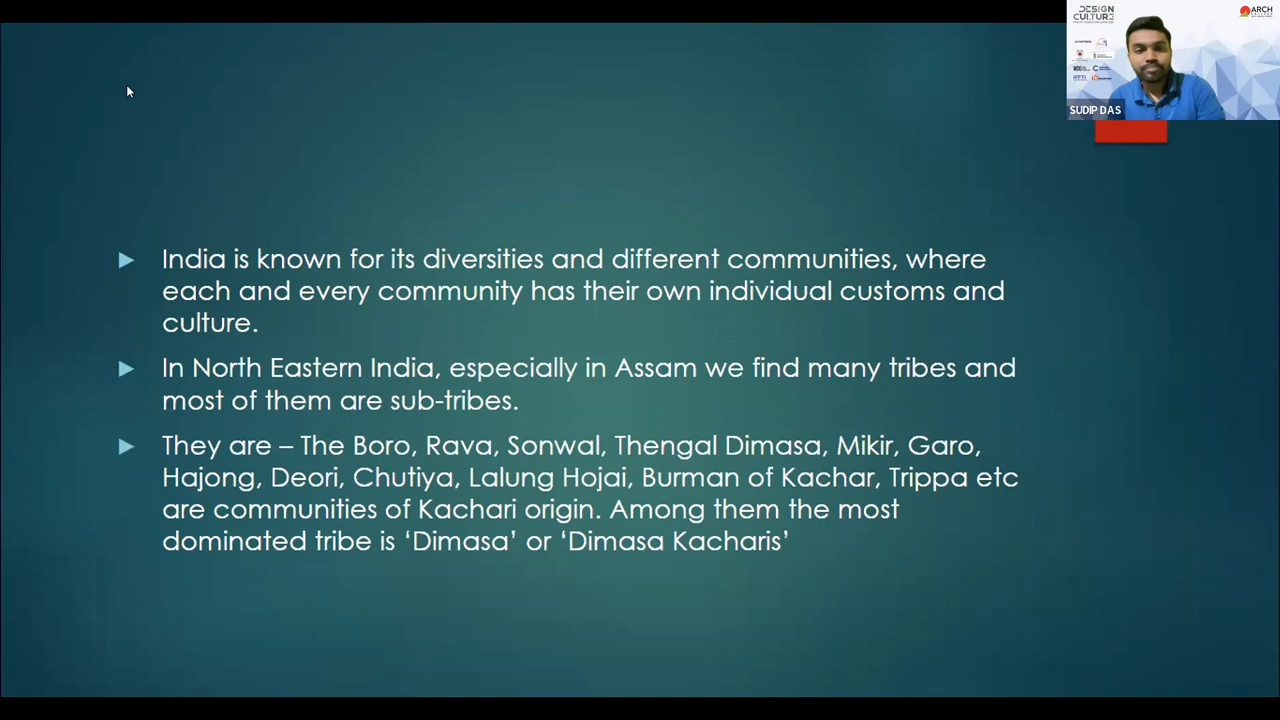 DESIGN
CULTURE
ARCH
SUDIP DAS
India is known for its diversities and different communities, where
each and every community has their own individual customs and
culture.
In North Eastern India, especially in Assam we find many tribes and
most of them are sub-tribes.
They are – The Boro, Rava, Sonwal, Thengal Dimasa, Mikir, Garo,
Hajong, Deori, Chutiya, Lalung Hojai, Burman of Kachar, Trippa etc
are communities of Kachari origin. Among them the most
dominated tribe is ‘Dimasa’ or ‘Dimasa Kacharis’